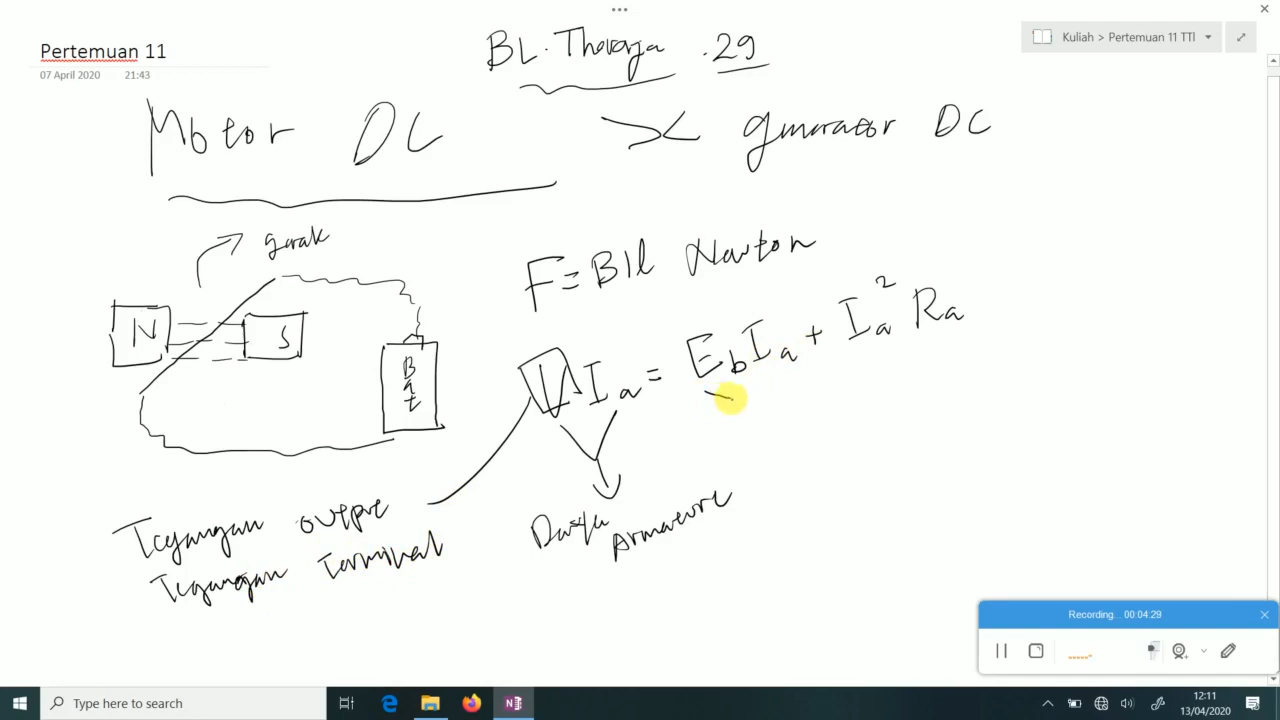 Pertemuan 11
07 April 2020 21:43
Kuliah > Pertemuan 11 TTl
BL. Theraja . 29
Motor DC >< generator DC
gerak
N S
Bat
F = BIl Newton
V Ia = Eb Ia + Ia² Ra
Tegangan output
Tegangan Terminal
Daya Armature
Recording... 00:04:29
Type here to search
12:11
13/04/2020